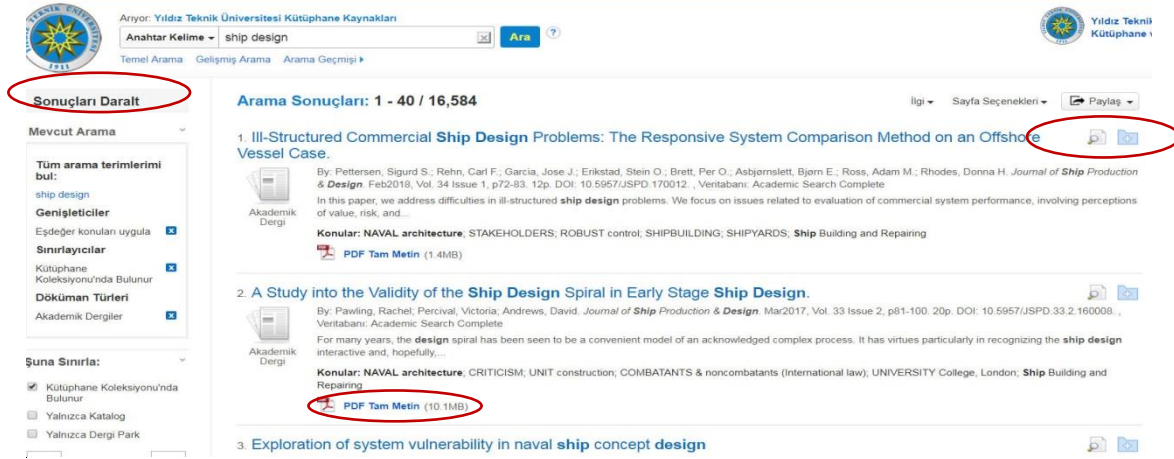 Arıyor: Yıldız Teknik Üniversitesi Kütüphane Kaynakları
Anahtar Kelime ship design Ara ?
Temel Arama Gelişmiş Arama Arama Geçmişi
Yıldız Teknik
Kütüphane
YILDIZ TEKNİK ÜNİVERSİTESİ
1911
Sonuçları Daralt
Mevcut Arama
Tüm arama terimlerimi
bul:
ship design
Genişleticiler
Eşdeğer konuları uygula
Sınırlayıcılar
Kütüphane
Koleksiyonu'nda Bulunur
Döküman Türleri
Akademik Dergiler
Şuna Sınırla:
Kütüphane Koleksiyonu'nda
Bulunur
Yalnızca Katalog
Yalnızca Dergi Park
Arama Sonuçları: 1 - 40 / 16,584
İlgi Sayfa Seçenekleri Paylaş
1. Ill-Structured Commercial Ship Design Problems: The Responsive System Comparison Method on an Offshore
Vessel Case.
By: Pettersen, Sigurd S.; Rehn, Carl F.; Garcia, Jose J.; Erikstad, Stein O.; Brett, Per O.; Asbjørnslett, Bjørn E.; Ross, Adam M.; Rhodes, Donna H. Journal of Ship Production
& Design. Feb2018, Vol. 34 Issue 1, p72-83. 12p. DOI: 10.5957/JSPD.170012. , Veritabanı: Academic Search Complete
Akademik
Dergi
In this paper, we address difficulties in ill-structured ship design problems. We focus on issues related to evaluation of commercial system performance, involving perceptions
of value, risk, and...
Konular: NAVAL architecture; STAKEHOLDERS; ROBUST control; SHIPBUILDING; SHIPYARDS; Ship Building and Repairing
PDF Tam Metin (1.4MB)
2. A Study into the Validity of the Ship Design Spiral in Early Stage Ship Design.
By: Pawling, Rachel; Percival, Victoria; Andrews, David. Journal of Ship Production & Design. Mar2017, Vol. 33 Issue 2, p81-100. 20p. DOI: 10.5957/JSPD.33.2.160008. ,
Veritabanı: Academic Search Complete
Akademik
Dergi
For many years, the design spiral has been seen to be a convenient model of an acknowledged complex process. It has virtues particularly in recognizing the ship design
interactive and, hopefully,...
Konular: NAVAL architecture; CRITICISM; UNIT construction; COMBATANTS & noncombatants (International law); UNIVERSITY College, London; Ship Building and
Repairing
PDF Tam Metin (10.1MB)
3. Exploration of system vulnerability in naval ship concept design